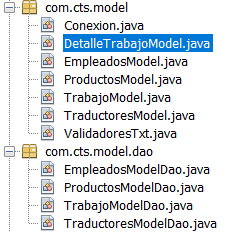 com.cts.model
Conexion.java
DetalleTrabajoModel.java
EmpleadosModel.java
ProductosModel.java
TrabajoModel.java
TraductoresModel.java
ValidadoresTxt.java
com.cts.model.dao
EmpleadosModelDao.java
ProductosModelDao.java
TrabajoModelDao.java
TraductoresModelDao.java